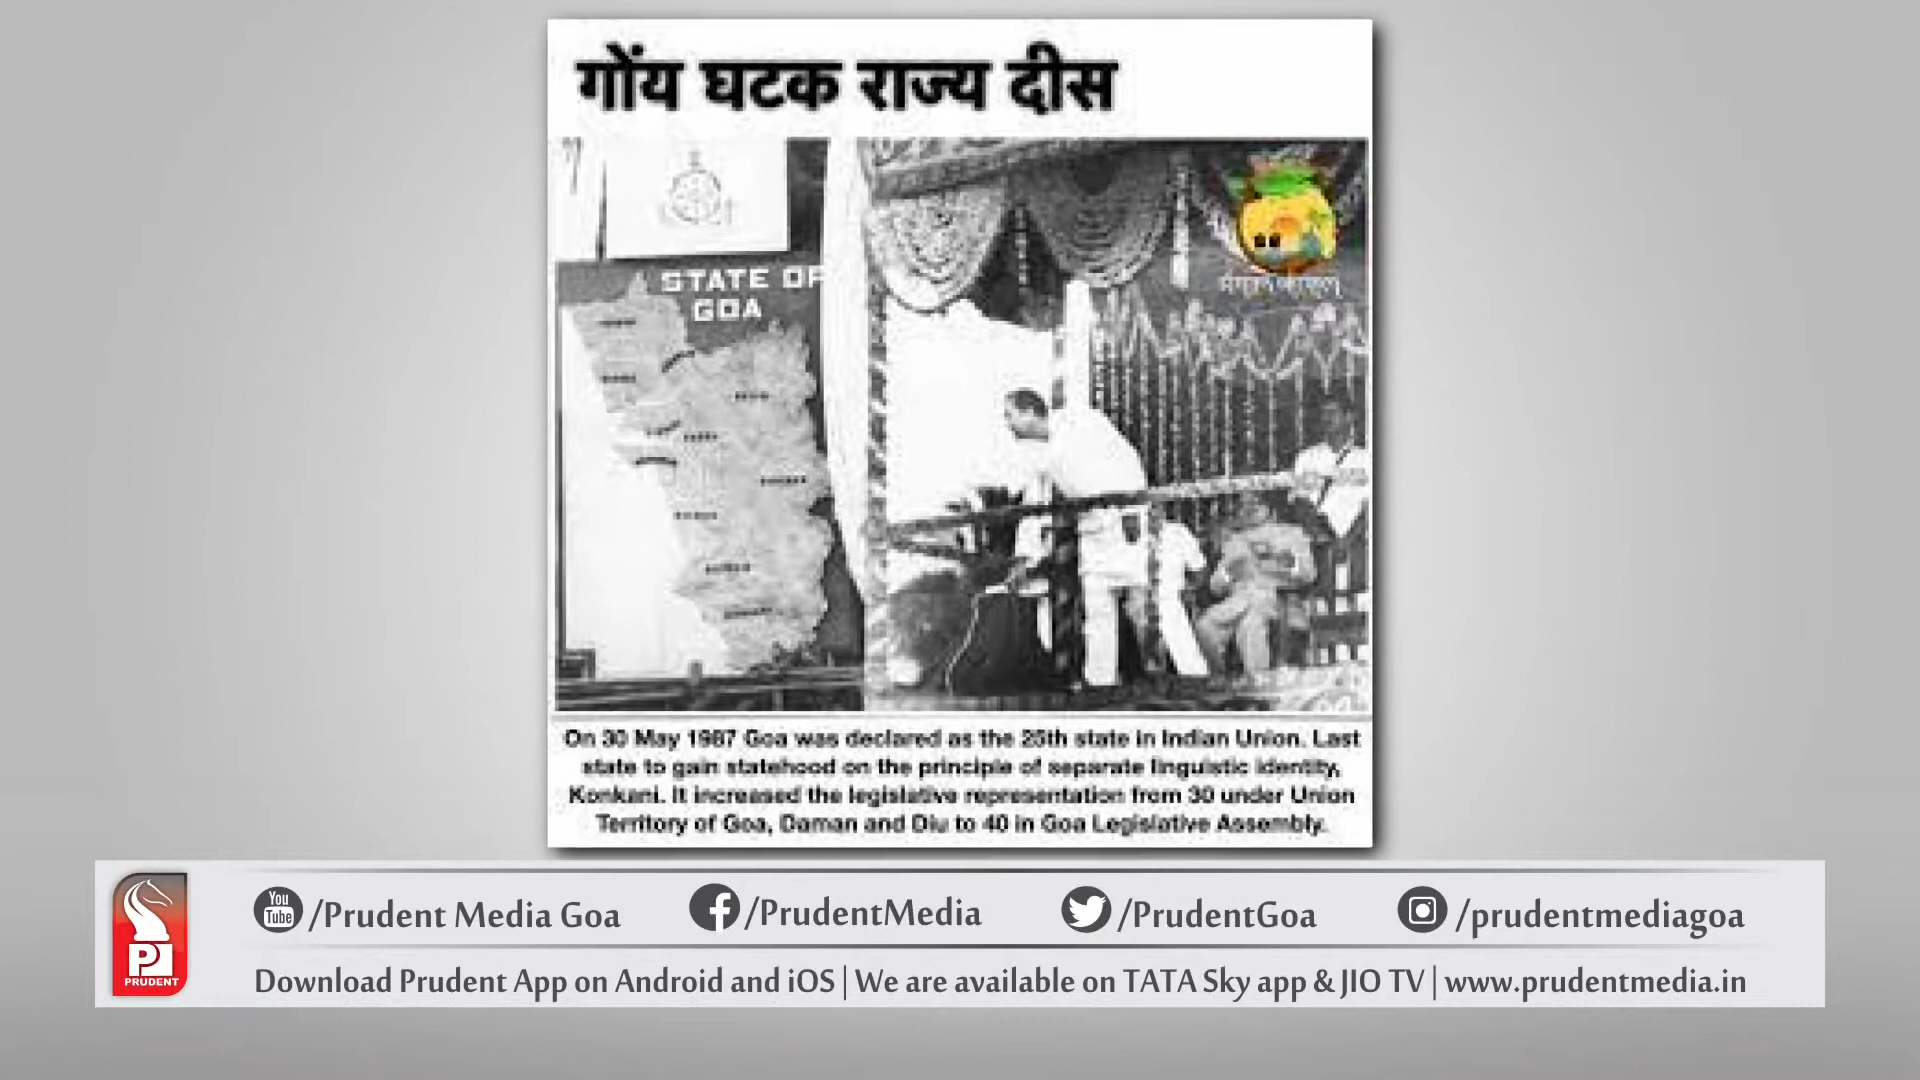 गोंय घटक राज्य दीस
STATE OF
GOA
On 30 May 1987 Goa was declared as the 25th state in Indian Union. Last
state to gain statehood on the principle of separate linguistic identity,
Konkani. It increased the legislative representation from 30 under Union
Territory of Goa, Daman and Diu to 40 in Goa Legislative Assembly.
You Tube /Prudent Media Goa
/PrudentMedia
/PrudentGoa
/prudentmediagoa
PRUDENT
Download Prudent App on Android and iOS | We are available on TATA Sky app & JIO TV | www.prudentmedia.in